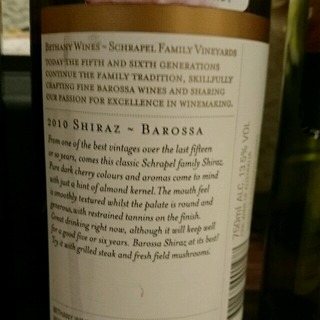 BETHANY WINES ~ SCHRAPEL FAMILY VINEYARDS
TODAY THE FIFTH AND SIXTH GENERATIONS
CONTINUE THE FAMILY TRADITION, SKILLFULLY
CRAFTING FINE BAROSSA WINES AND SHARING
OUR PASSION FOR EXCELLENCE IN WINEMAKING.
2010 SHIRAZ ~ BAROSSA
From one of the best vintages over the last fifteen
or so years, comes this classic Schrapel family Shiraz.
Pure dark cherry colours and aromas come to mind
with just a hint of almond kernel. The mouth feel
is smoothly textured whilst the palate is round and
generous, with restrained tannins on the finish.
Great drinking right now, although it will keep well
for a good five or six years. Barossa Shiraz at its best!
Try it with grilled steak and fresh field mushrooms.
750ml ALC. 13.5% VOL